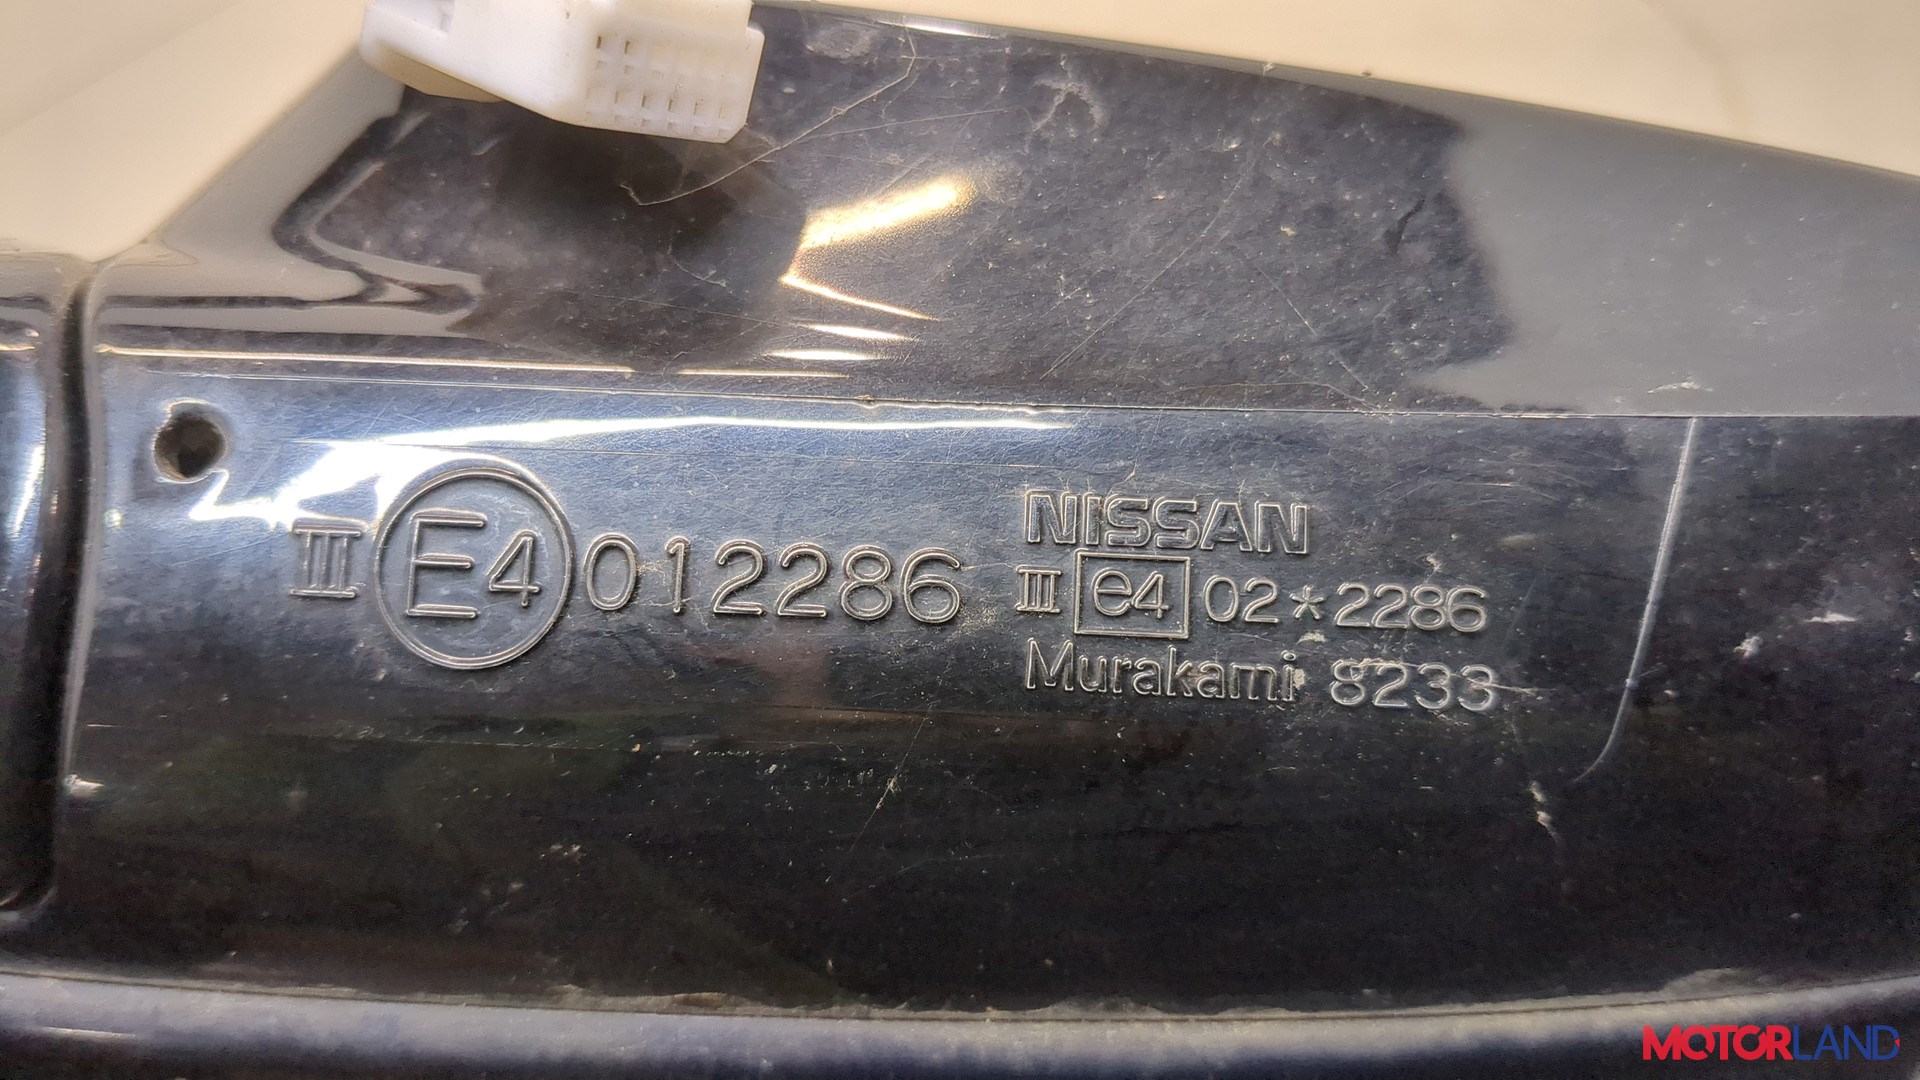 III E4 012286
NISSAN
III e4 02*2286
Murakami 8233
MOTORLAND